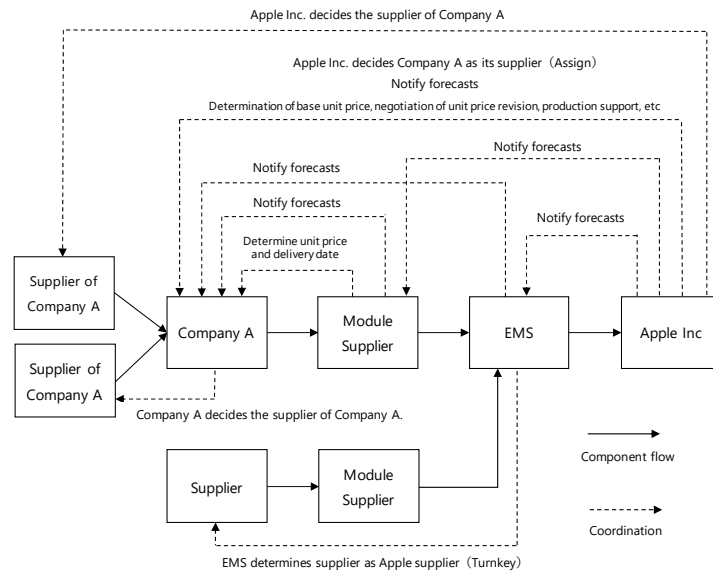 Apple Inc. decides the supplier of Company A
Apple Inc. decides Company A as its supplier（Assign）
Notify forecasts
Determination of base unit price, negotiation of unit price revision, production support, etc
Notify forecasts
Notify forecasts
Notify forecasts
Notify forecasts
Determine unit price
and delivery date
Supplier of
Company A
Company A
Module
Supplier
EMS
Apple Inc
Supplier of
Company A
Company A decides the supplier of Company A.
Supplier
Module
Supplier
Component flow
Coordination
EMS determines supplier as Apple supplier（Turnkey）